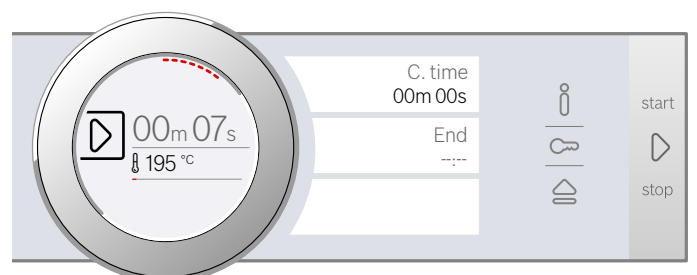 00m 07s
195 °C
C. time
00m 00s
End
--:--
start
stop